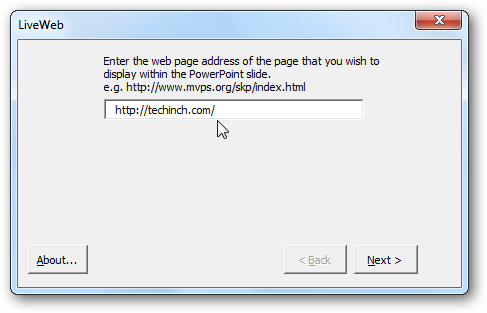 LiveWeb
Enter the web page address of the page that you wish to
display within the PowerPoint slide.
e.g. http://www.mvps.org/skp/index.html
http://techinch.com/
About...
< Back
Next >